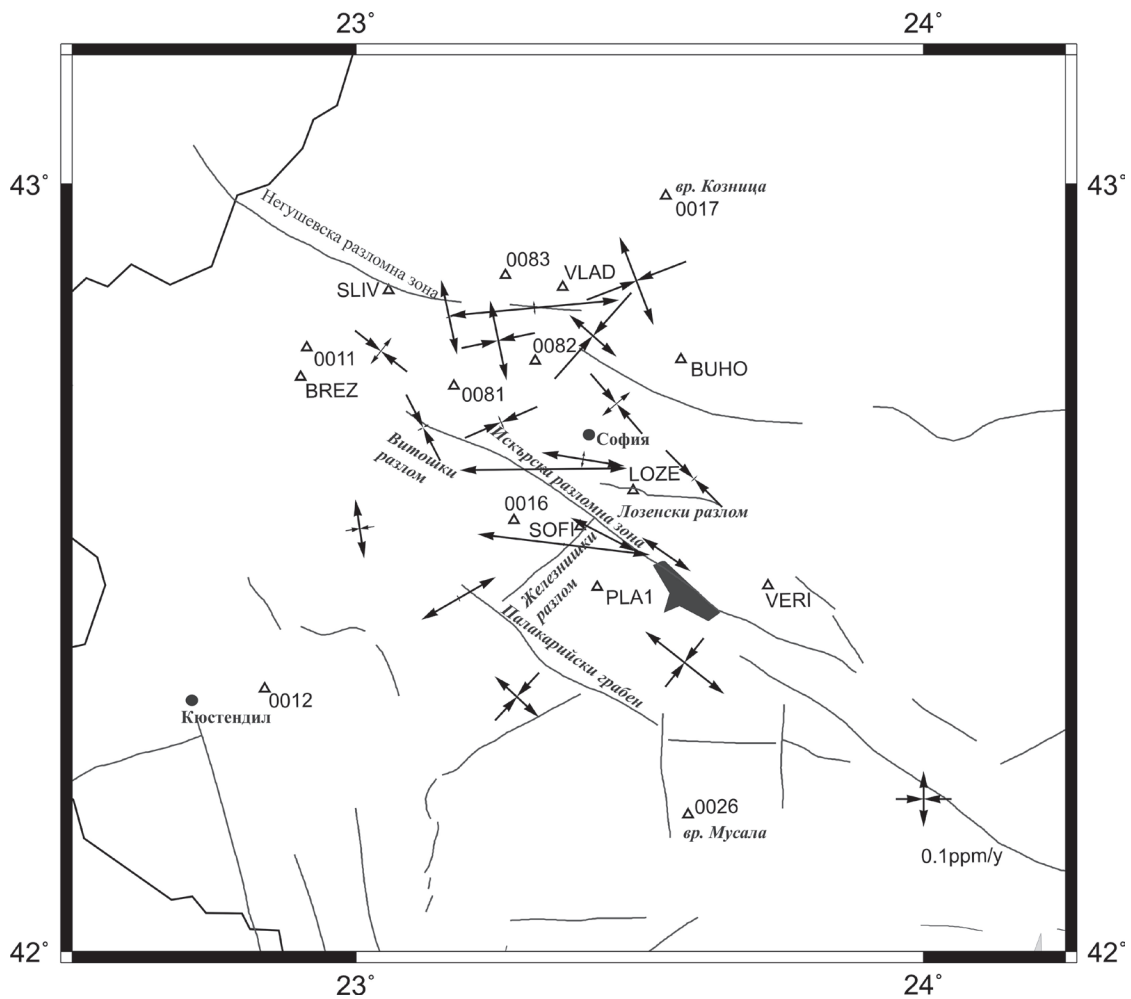 23˚
24˚
43˚
43˚
вр. Козница
0017
Негушевска разломна зона
0083
VLAD
SLIV
0011
0082
BREZ
BUHO
0081
София
Витошки
разлом
Искърска разломна зона
LOZE
0016
Лозенски разлом
SOFI
Железнишки
разлом
PLA1
VERI
Палакарийски грабен
0012
Кюстендил
0026
вр. Мусала
0.1ppm/y
42˚
42˚
23˚
24˚